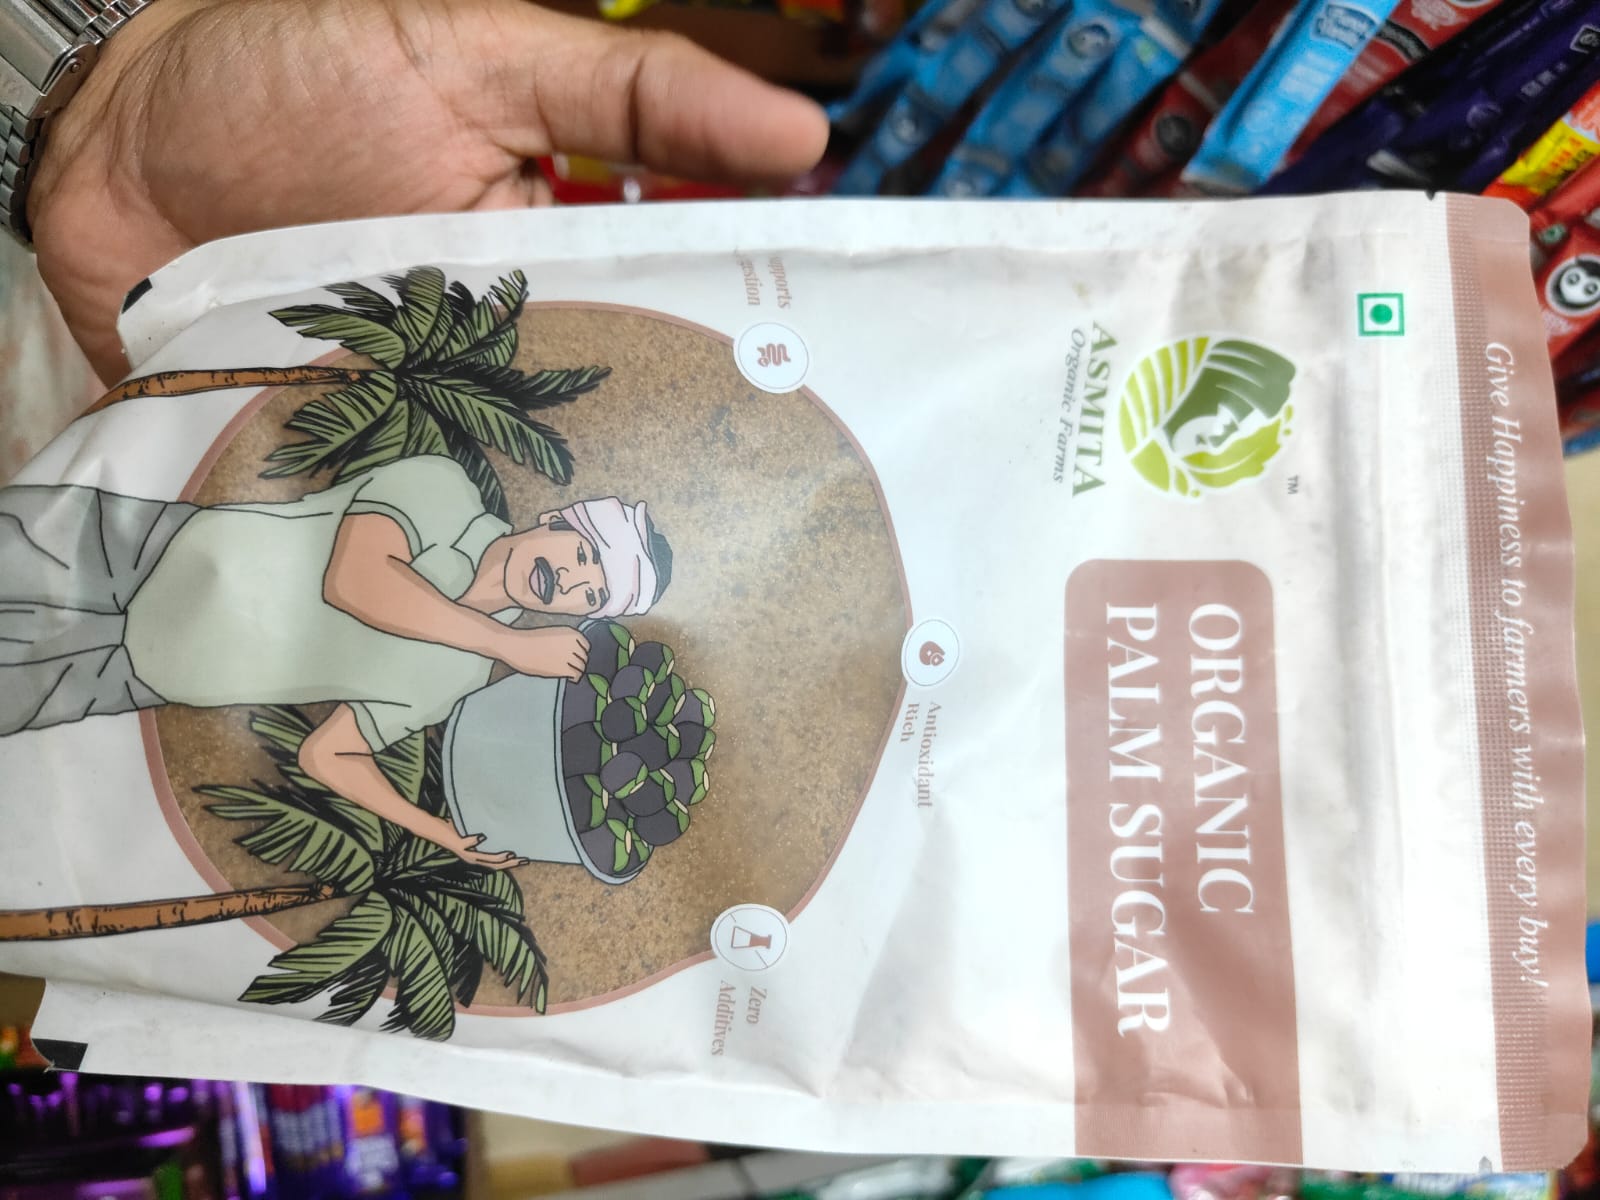 Give Happiness to farmers with every buy!
TM
ASMITA
Organic Farms
ORGANIC
PALM SUGAR
Antioxidant
Rich
Zero
Additives